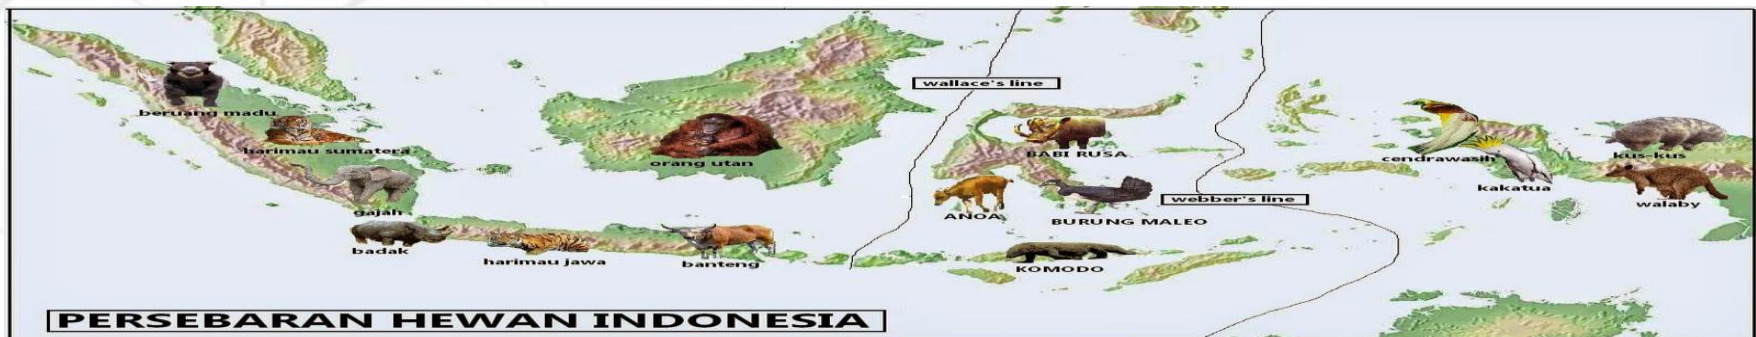 wallace's line
beruang madu
harimau sumatera
orang utan
BABI RUSA
cendrawasih
kus-kus
kakatua
webber's line
walaby
gajah
ANOA
BURUNG MALEO
badak
harimau jawa
banteng
KOMODO
PERSEBARAN HEWAN INDONESIA